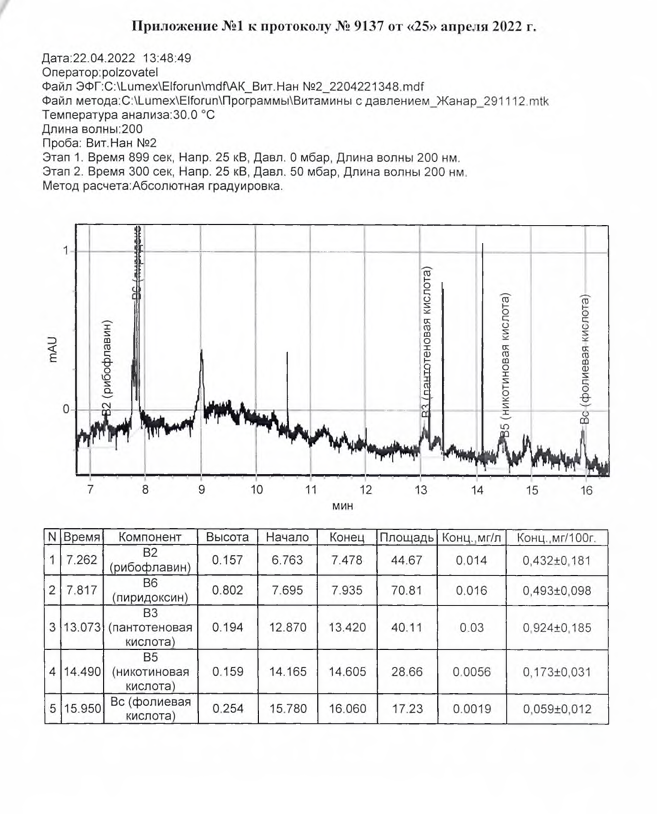 Приложение №1 к протоколу № 9137 от «25» апреля 2022 г.
Дата:22.04.2022 13:48:49
Оператор:polzovatel
Файл ЭФГ:C:\Lumex\Elforun\mdf\АК_Вит.Нан №2_2204221348.mdf
Файл метода:C:\Lumex\Elforun\Программы\Витамины с давлением_Жанар_291112.mtk
Температура анализа:30.0 °C
Длина волны:200
Проба: Вит.Нан №2
Этап 1. Время 899 сек, Напр. 25 кВ, Давл. 0 мбар, Длина волны 200 нм.
Этап 2. Время 300 сек, Напр. 25 кВ, Давл. 50 мбар, Длина волны 200 нм.
Метод расчета:Абсолютная градуировка.
1
0
mAU
B2 (рибофлавин)
B3 (пантотеновая кислота)
B5 (никотиновая кислота)
Bc (фолиевая кислота)
7 8 9 10 11 12 13 14 15 16
мин
N Время Компонент Высота Начало Конец Площадь Конц.,мг/л Конц.,мг/100г.
1 7.262 B2 (рибофлавин) 0.157 6.763 7.478 44.67 0.014 0,432±0,181
2 7.817 B6 (пиридоксин) 0.802 7.695 7.935 70.81 0.016 0,493±0,098
3 13.073 B3 (пантотеновая кислота) 0.194 12.870 13.420 40.11 0.03 0,924±0,185
4 14.490 B5 (никотиновая кислота) 0.159 14.165 14.605 28.66 0.0056 0,173±0,031
5 15.950 Bc (фолиевая кислота) 0.254 15.780 16.060 17.23 0.0019 0,059±0,012